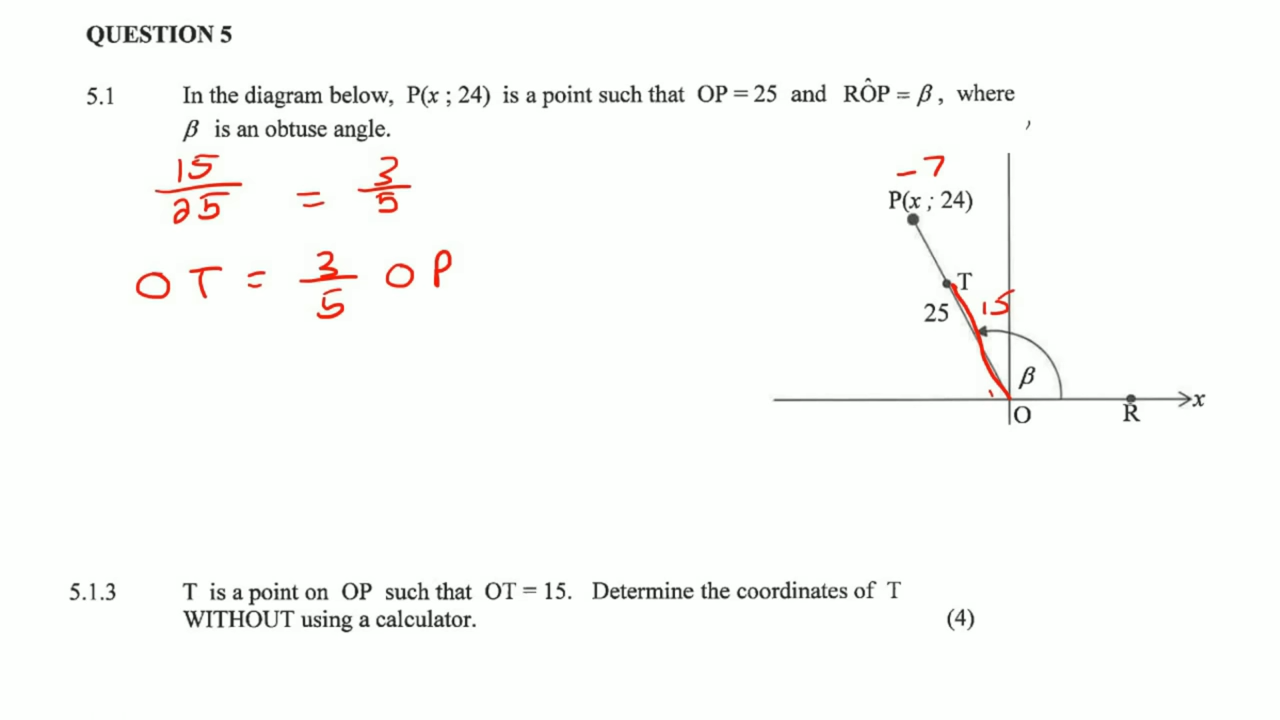 QUESTION 5
5.1 In the diagram below, P(x ; 24) is a point such that OP = 25 and RÔP = β, where
β is an obtuse angle.
15/25 = 3/5
OT = 3/5 OP
-7
P(x ; 24)
T
25
15
β
x
O
R
5.1.3 T is a point on OP such that OT = 15. Determine the coordinates of T
WITHOUT using a calculator. (4)